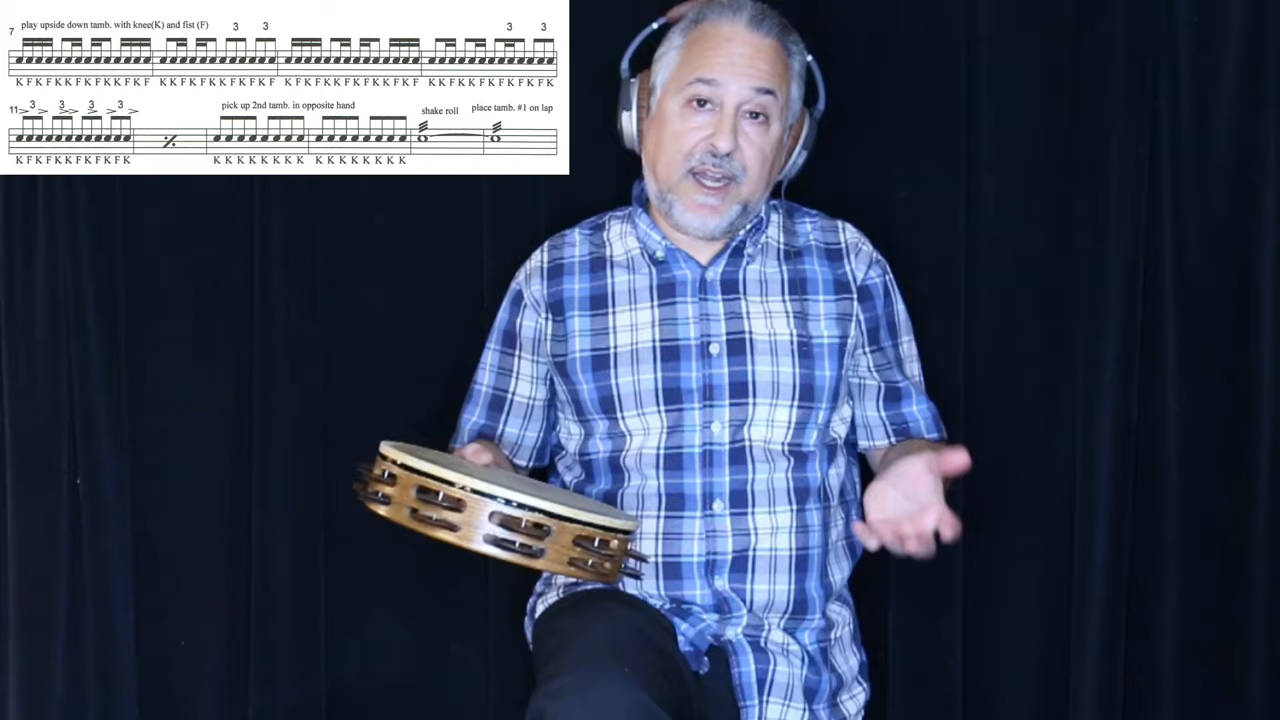 play upside down tamb. with knee(K) and fist (F)
7 3 3 3 3
K F K F K K F K K F K K F K F K K F K K F K F K F K F K K F K F K K F K F K K F K F K K F K K F K F K F K F K
11 3 3 3 3 pick up 2nd tamb. in opposite hand shake roll place tamb. #1 on lap
K F K F K F K K F K F K F K K K K K K K K K K K K K K K K